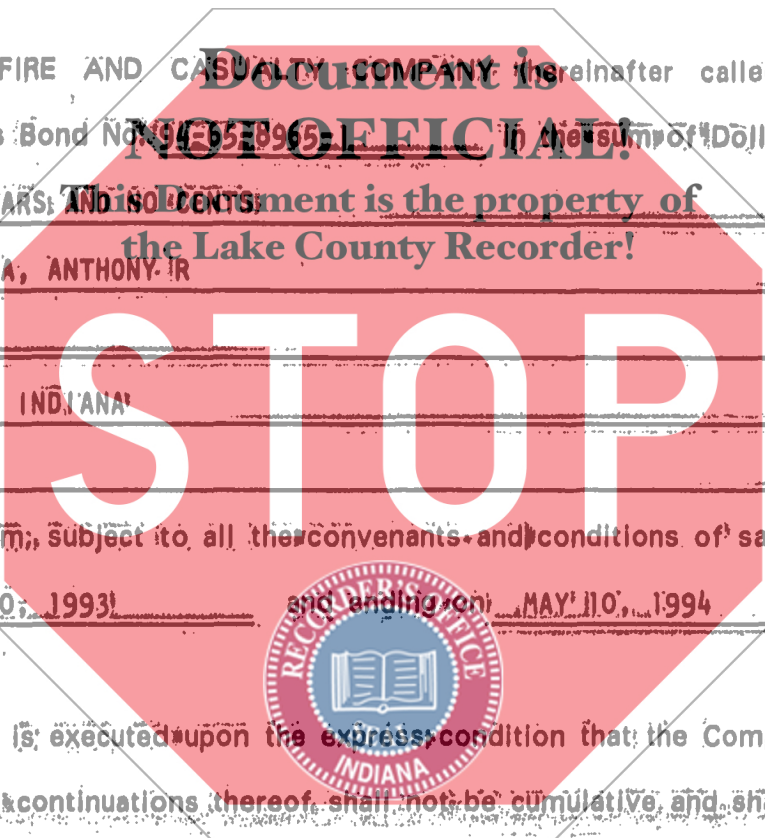 Document is
NOT OFFICIAL!
This Document is the property of
the Lake County Recorder!
STOP
RECORDER'S OFFICE
INDIANA
FIRE AND CASUALTY COMPANY (hereinafter calle
s Bond No. In the sum of Doll
ARS AND NO CENTS
A, ANTHONY R
INDIANA
m, subject to all the convenants and conditions of sa
0, 1993 and ending on MAY 10, 1994
is executed upon the express condition that the Com
continuations thereof shall not be cumulative and sh